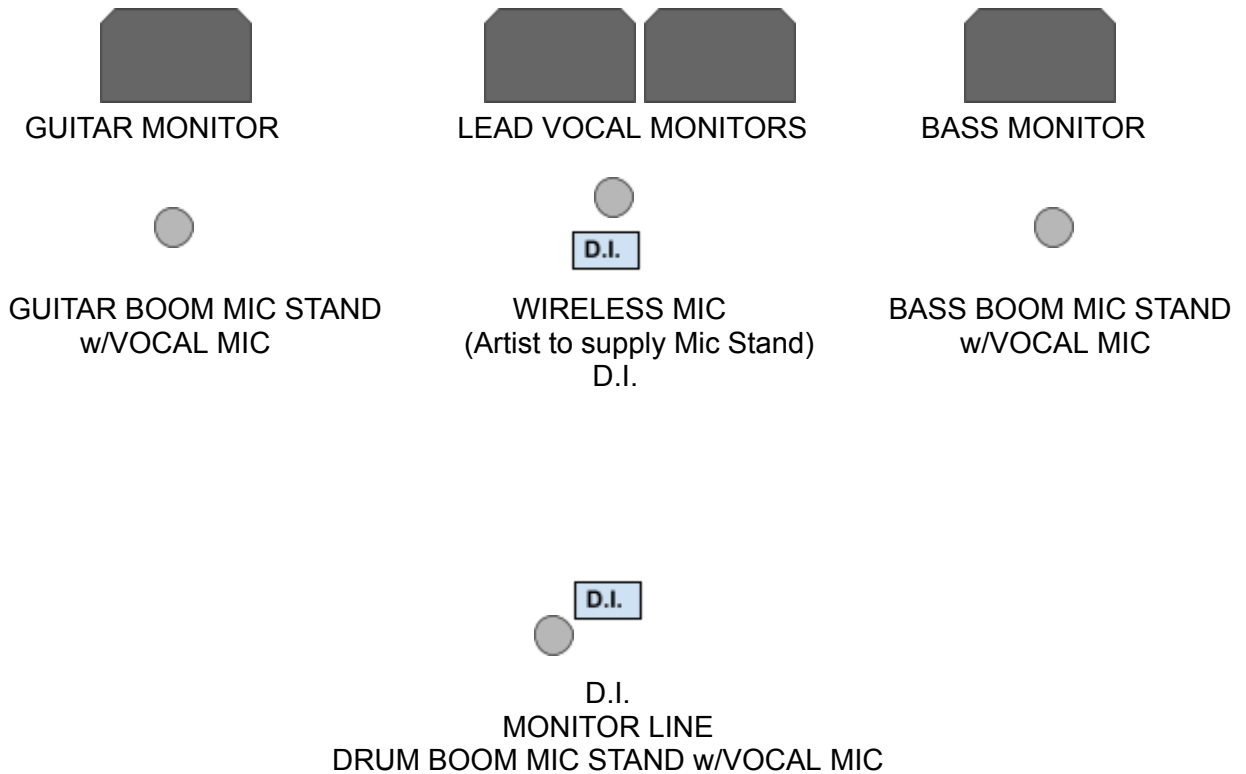 GUITAR MONITOR
LEAD VOCAL MONITORS
BASS MONITOR
D.I.
GUITAR BOOM MIC STAND
w/VOCAL MIC
WIRELESS MIC
(Artist to supply Mic Stand)
D.I.
BASS BOOM MIC STAND
w/VOCAL MIC
D.I.
D.I.
MONITOR LINE
DRUM BOOM MIC STAND w/VOCAL MIC